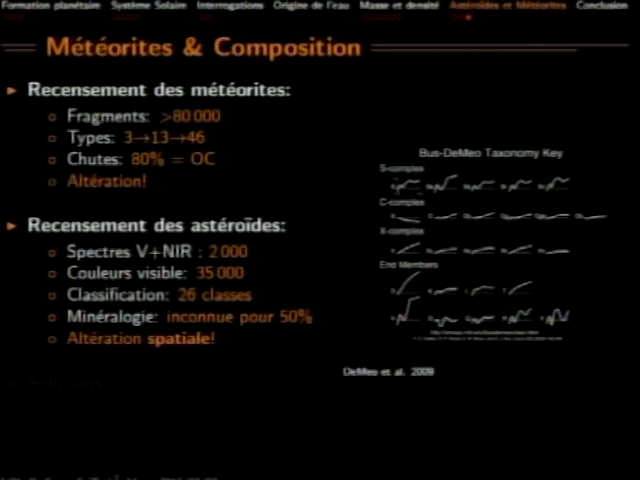 Formation planétaire Système Solaire Interrogations Origine de l'eau Masse et densité Astéroïdes et Météorites Conclusion
Météorites & Composition
Recensement des météorites:
Fragments: >80 000
Types: 3→13→46
Chutes: 80% = OC
Altération!
Recensement des astéroïdes:
Spectres V+NIR : 2 000
Couleurs visible: 35 000
Classification: 26 classes
Minéralogie: inconnue pour 50%
Altération spatiale!
Solutions
Bus-DeMeo Taxonomy Key
S-complex
C-complex
X-complex
End Members
DeMeo et al. 2009